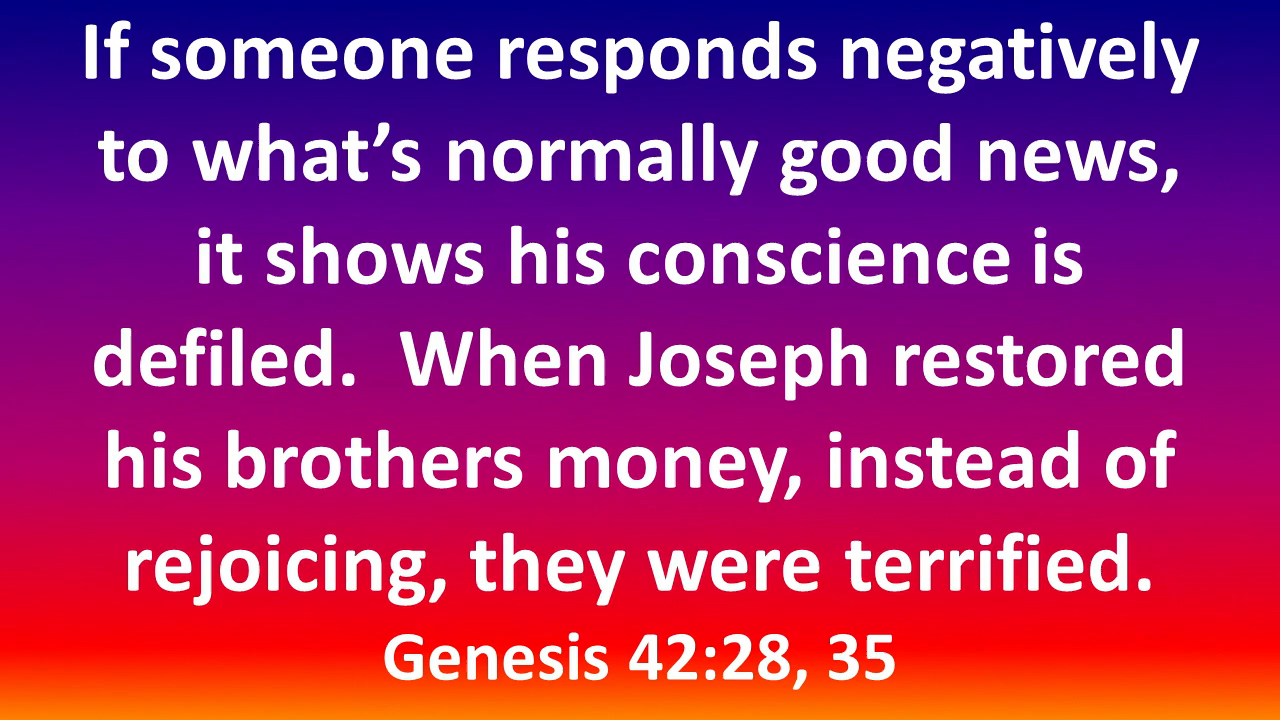 If someone responds negatively
to what’s normally good news,
it shows his conscience is
defiled.  When Joseph restored
his brothers money, instead of
rejoicing, they were terrified.
Genesis 42:28, 35